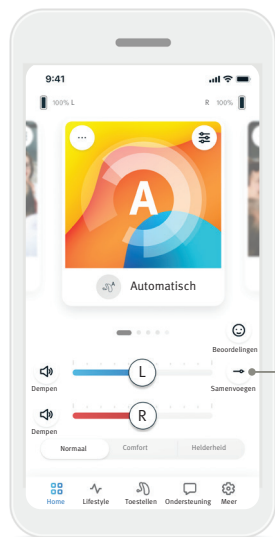 9:41
100% L
R 100%
...
A
Automatisch
Beoordelingen
L
Dempen
Samenvoegen
R
Dempen
Normaal Comfort Helderheid
Home Lifestyle Toestellen Ondersteuning Meer